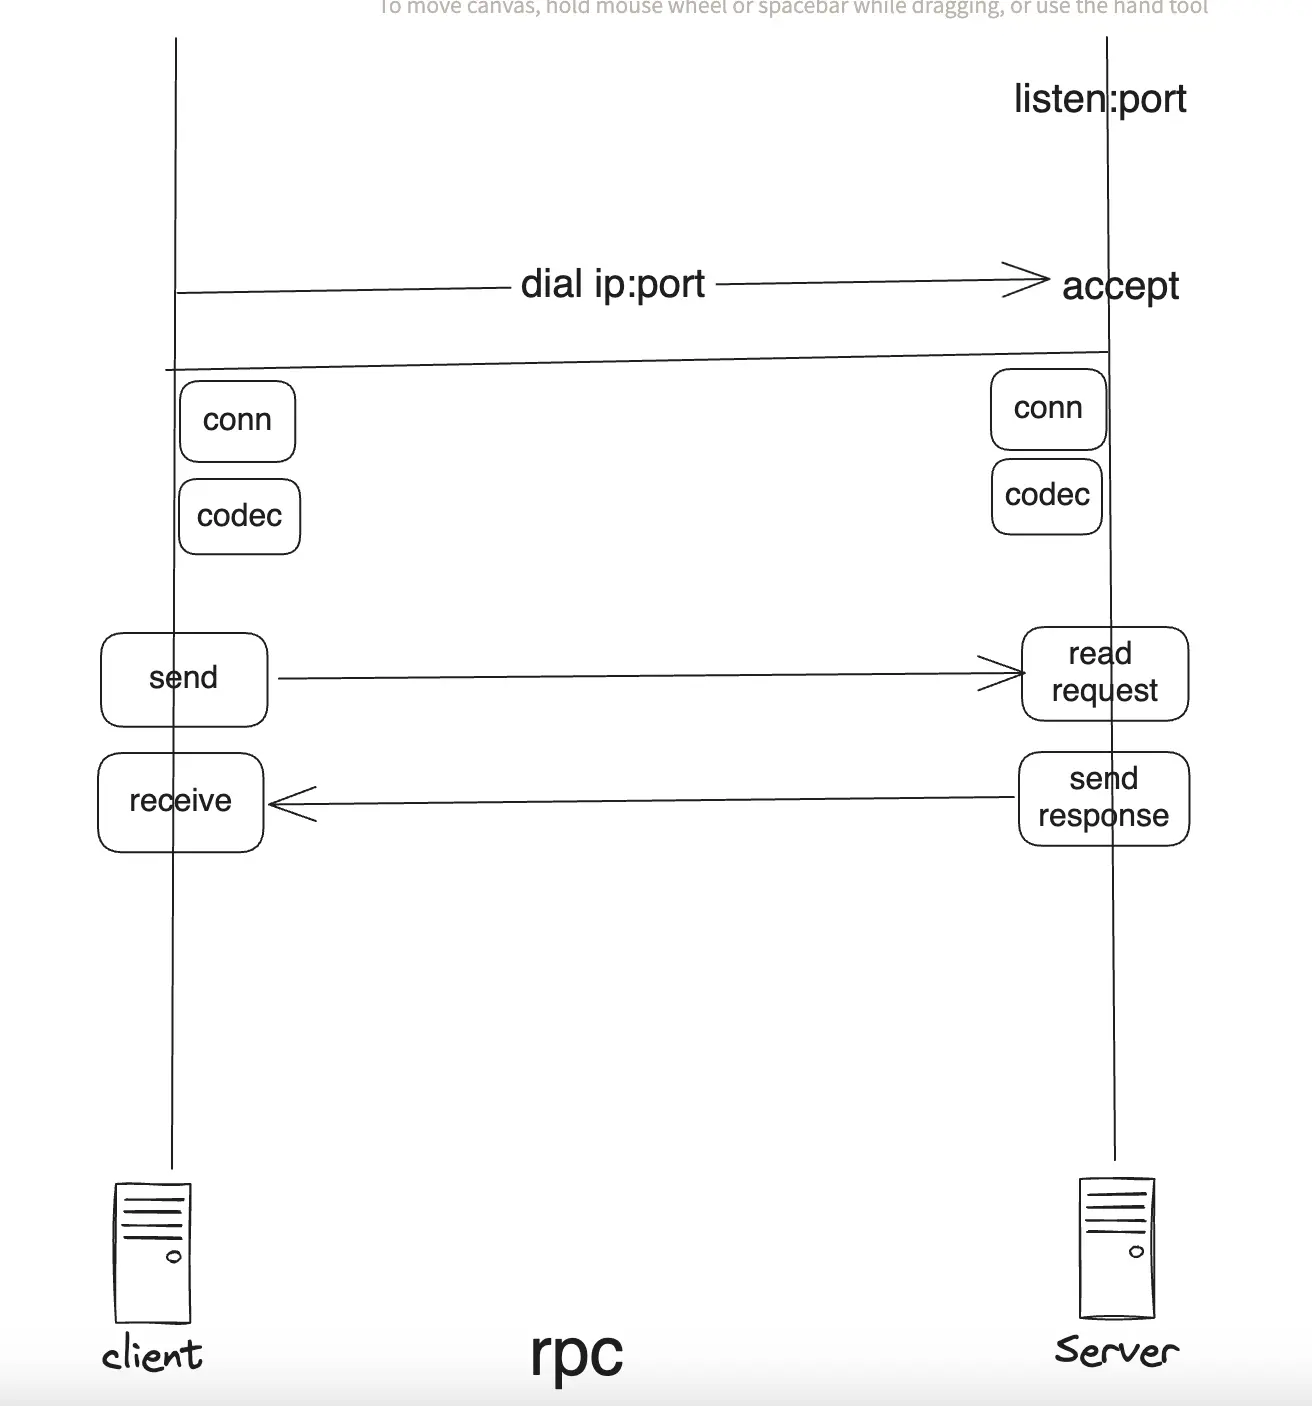 To move canvas, hold mouse wheel or spacebar while dragging, or use the hand tool
listen:port
dial ip:port
accept
conn
conn
codec
codec
send
read
request
receive
send
response
client
rpc
Server